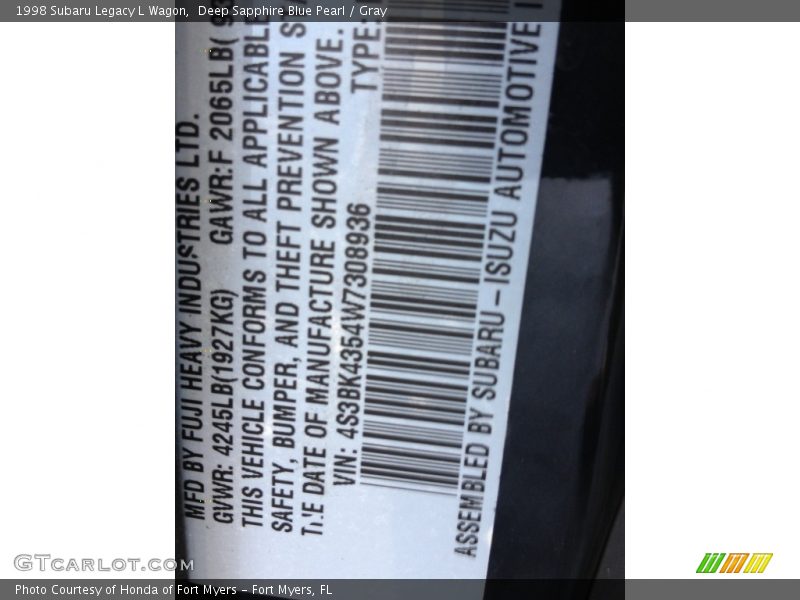 1998 Subaru Legacy L Wagon, Deep Sapphire Blue Pearl / Gray
MFD BY FUJI HEAVY INDUSTRIES LTD.
GVWR: 4245LB(1927KG) GAWR:F 2065LB(
THIS VEHICLE CONFORMS TO ALL APPLICABLE
SAFETY, BUMPER, AND THEFT PREVENTION
THE DATE OF MANUFACTURE SHOWN ABOVE.
VIN: 4S3BK4354W7308936 TYPE:
ASSEMBLED BY SUBARU-ISUZU AUTOMOTIVE
GTCarLot.com
Photo Courtesy of Honda of Fort Myers - Fort Myers, FL